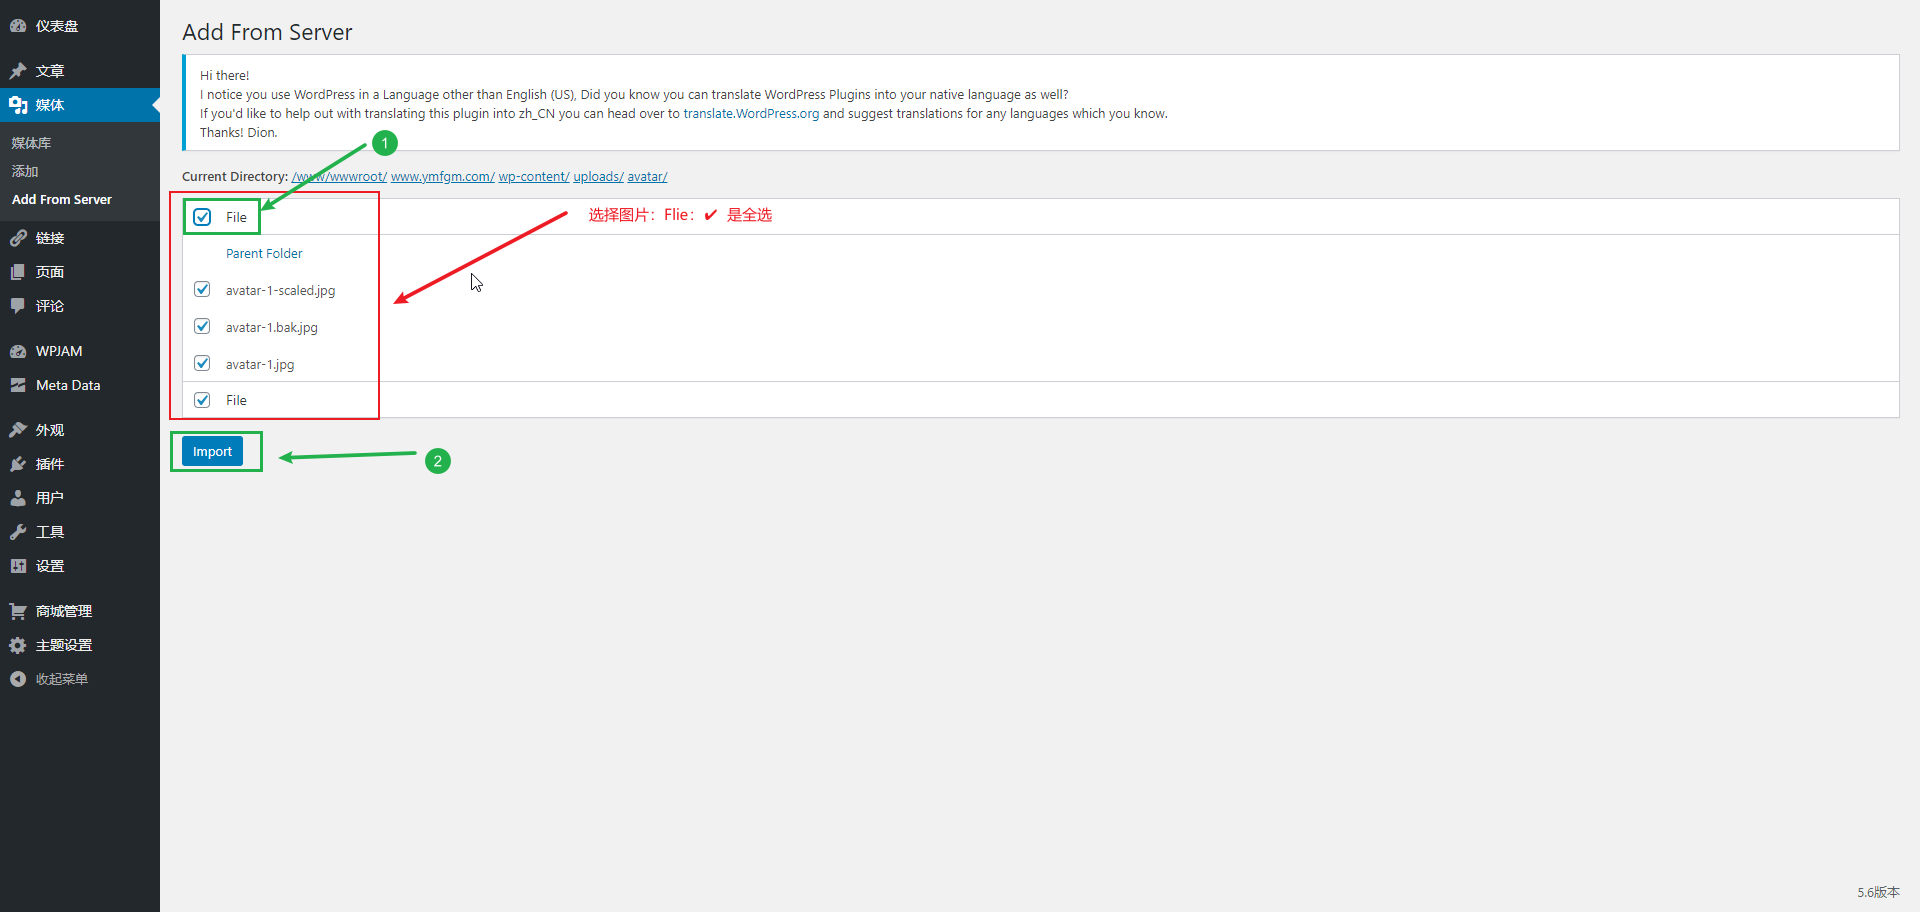 仪表盘
文章
媒体
媒体库
添加
Add From Server
链接
页面
评论
WPJAM
Meta Data
外观
插件
用户
工具
设置
商城管理
主题设置
收起菜单
Add From Server
Hi there!
I notice you use WordPress in a Language other than English (US), Did you know you can translate WordPress Plugins into your native language as well?
If you'd like to help out with translating this plugin into zh_CN you can head over to translate.WordPress.org and suggest translations for any languages which you know.
Thanks! Dion.
1
Current Directory: /www/wwwroot/ www.ymfgm.com/ wp-content/ uploads/ avatar/
File
选择图片：Flie：✔ 是全选
Parent Folder
avatar-1-scaled.jpg
avatar-1.bak.jpg
avatar-1.jpg
File
Import
2
5.6版本